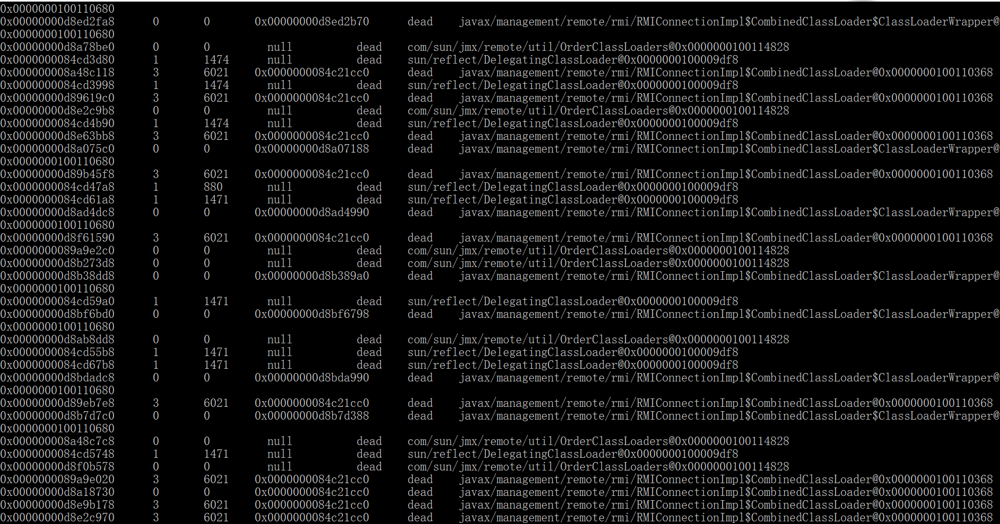 0x0000000100110680
0x00000000d8ed2fa8 0 0 0x00000000d8ed2b70 dead javax/management/remote/rmi/RMIConnectionImpl$CombinedClassLoader$ClassLoaderWrapper@
0x0000000100110680
0x00000000d8a78be0 0 0 null dead com/sun/jmx/remote/util/OrderClassLoaders@0x0000000100114828
0x0000000084cd3d80 1 1474 null dead sun/reflect/DelegatingClassLoader@0x0000000100009df8
0x000000008a48c118 3 6021 0x0000000084c21cc0 dead javax/management/remote/rmi/RMIConnectionImpl$CombinedClassLoader@0x0000000100110368
0x0000000084cd3998 1 1474 null dead sun/reflect/DelegatingClassLoader@0x0000000100009df8
0x00000000d89619c0 3 6021 0x0000000084c21cc0 dead javax/management/remote/rmi/RMIConnectionImpl$CombinedClassLoader@0x0000000100110368
0x00000000d8e2c9b8 0 0 null dead com/sun/jmx/remote/util/OrderClassLoaders@0x0000000100114828
0x0000000084cd4b90 1 1474 null dead sun/reflect/DelegatingClassLoader@0x0000000100009df8
0x00000000d8e63bb8 3 6021 0x0000000084c21cc0 dead javax/management/remote/rmi/RMIConnectionImpl$CombinedClassLoader@0x0000000100110368
0x00000000d8a075c0 0 0 0x00000000d8a07188 dead javax/management/remote/rmi/RMIConnectionImpl$CombinedClassLoader$ClassLoaderWrapper@
0x0000000100110680
0x00000000d89b45f8 3 6021 0x0000000084c21cc0 dead javax/management/remote/rmi/RMIConnectionImpl$CombinedClassLoader@0x0000000100110368
0x0000000084cd47a8 1 880 null dead sun/reflect/DelegatingClassLoader@0x0000000100009df8
0x0000000084cd61a8 1 1471 null dead sun/reflect/DelegatingClassLoader@0x0000000100009df8
0x00000000d8ad4dc8 0 0 0x00000000d8ad4990 dead javax/management/remote/rmi/RMIConnectionImpl$CombinedClassLoader$ClassLoaderWrapper@
0x0000000100110680
0x00000000d8f61590 3 6021 0x0000000084c21cc0 dead javax/management/remote/rmi/RMIConnectionImpl$CombinedClassLoader@0x0000000100110368
0x0000000089a9e2c0 0 0 null dead com/sun/jmx/remote/util/OrderClassLoaders@0x0000000100114828
0x00000000d8b273d8 0 0 null dead com/sun/jmx/remote/util/OrderClassLoaders@0x0000000100114828
0x00000000d8b38dd8 0 0 0x00000000d8b389a0 dead javax/management/remote/rmi/RMIConnectionImpl$CombinedClassLoader$ClassLoaderWrapper@
0x0000000100110680
0x0000000084cd59a0 1 1471 null dead sun/reflect/DelegatingClassLoader@0x0000000100009df8
0x00000000d8bf6bd0 0 0 0x00000000d8bf6798 dead javax/management/remote/rmi/RMIConnectionImpl$CombinedClassLoader$ClassLoaderWrapper@
0x0000000100110680
0x00000000d8ab8dd8 0 0 null dead com/sun/jmx/remote/util/OrderClassLoaders@0x0000000100114828
0x0000000084cd55b8 1 1471 null dead sun/reflect/DelegatingClassLoader@0x0000000100009df8
0x0000000084cd67b8 1 1471 null dead sun/reflect/DelegatingClassLoader@0x0000000100009df8
0x00000000d8bdadc8 0 0 0x00000000d8bda990 dead javax/management/remote/rmi/RMIConnectionImpl$CombinedClassLoader$ClassLoaderWrapper@
0x0000000100110680
0x00000000d89eb7e8 3 6021 0x0000000084c21cc0 dead javax/management/remote/rmi/RMIConnectionImpl$CombinedClassLoader@0x0000000100110368
0x00000000d8b7d7c0 0 0 0x00000000d8b7d388 dead javax/management/remote/rmi/RMIConnectionImpl$CombinedClassLoader$ClassLoaderWrapper@
0x0000000100110680
0x000000008a48c7c8 0 0 null dead com/sun/jmx/remote/util/OrderClassLoaders@0x0000000100114828
0x0000000084cd5748 1 1471 null dead sun/reflect/DelegatingClassLoader@0x0000000100009df8
0x00000000d8f0b578 0 0 null dead com/sun/jmx/remote/util/OrderClassLoaders@0x0000000100114828
0x0000000089a9e020 3 6021 0x0000000084c21cc0 dead javax/management/remote/rmi/RMIConnectionImpl$CombinedClassLoader@0x0000000100110368
0x00000000d8a18730 0 0 0x0000000084c21cc0 dead javax/management/remote/rmi/RMIConnectionImpl$CombinedClassLoader@0x0000000100110368
0x00000000d8e9b178 3 6021 0x0000000084c21cc0 dead javax/management/remote/rmi/RMIConnectionImpl$CombinedClassLoader@0x0000000100110368
0x00000000d8e2c970 3 6021 0x0000000084c21cc0 dead javax/management/remote/rmi/RMIConnectionImpl$CombinedClassLoader@0x0000000100110368